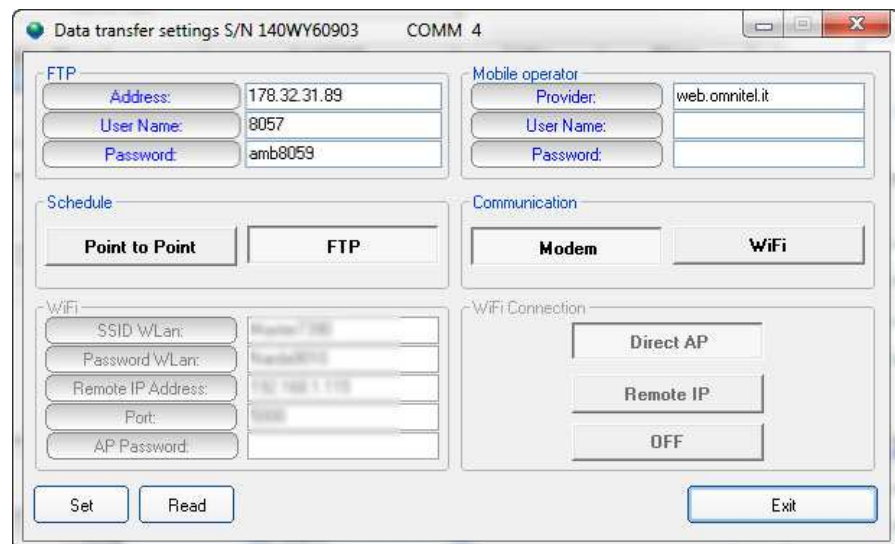 Data transfer settings S/N 140WY60903 COMM 4
FTP
Address: 178.32.31.89
User Name: 8057
Password: amb8059
Mobile operator
Provider: web.omnitel.it
User Name:
Password:
Schedule
Point to Point FTP
Communication
Modem WiFi
WiFi
SSID WLan:
Password WLan:
Remote IP Address:
Port:
AP Password:
WiFi Connection
Direct AP
Remote IP
OFF
Set Read Exit